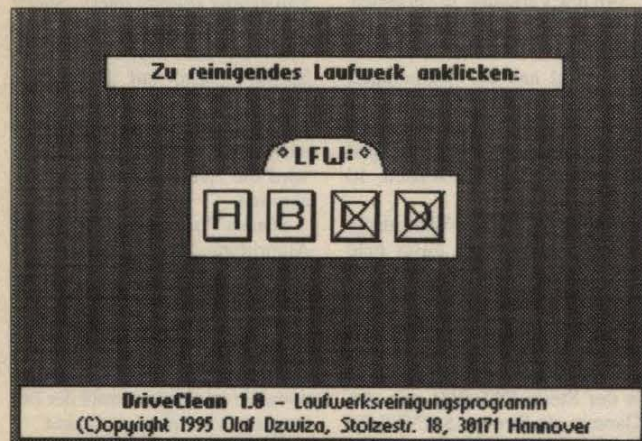 Zu reinigendes Laufwerk anklicken:
LFW:
A B C D
DriveClean 1.0 - Laufwerksreinigungsprogramm
(C)opyright 1995 Olaf Dzwiza, Stolzestr. 18, 30171 Hannover